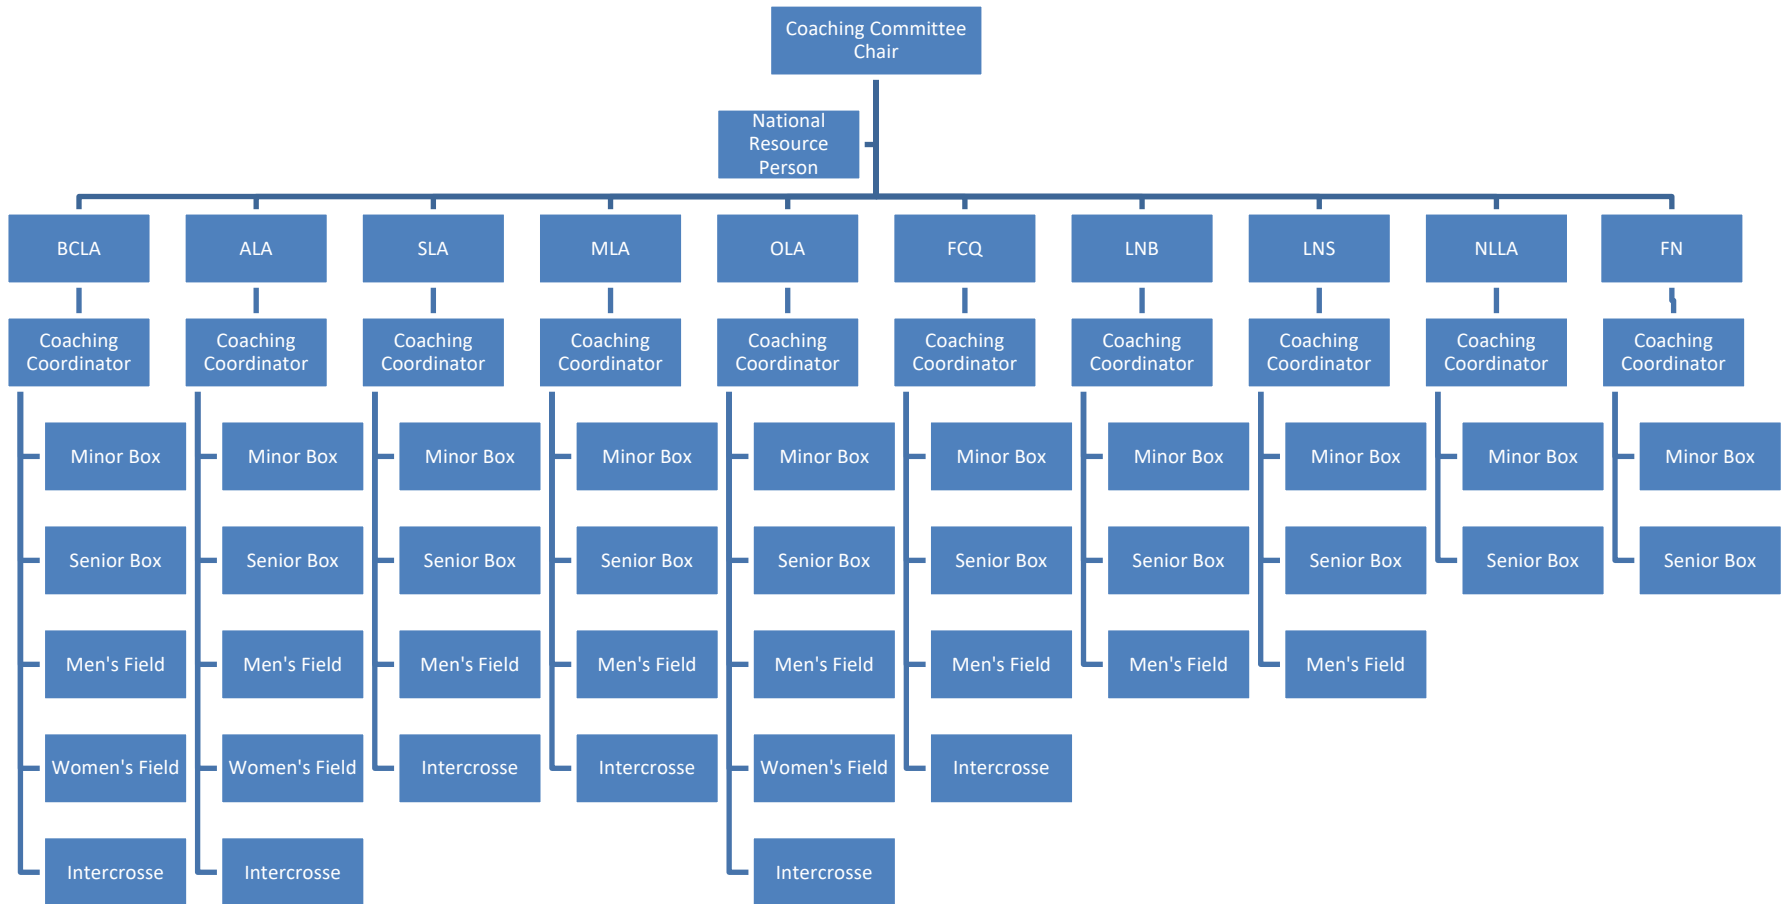 Coaching Committee
Chair
National
Resource
Person
BCLA
ALA
SLA
MLA
OLA
FCQ
LNB
LNS
NLLA
FN
Coaching
Coordinator
Coaching
Coordinator
Coaching
Coordinator
Coaching
Coordinator
Coaching
Coordinator
Coaching
Coordinator
Coaching
Coordinator
Coaching
Coordinator
Coaching
Coordinator
Coaching
Coordinator
Minor Box
Minor Box
Minor Box
Minor Box
Minor Box
Minor Box
Minor Box
Minor Box
Minor Box
Minor Box
Senior Box
Senior Box
Senior Box
Senior Box
Senior Box
Senior Box
Senior Box
Senior Box
Senior Box
Senior Box
Men's Field
Men's Field
Men's Field
Men's Field
Men's Field
Men's Field
Men's Field
Men's Field
Women's Field
Women's Field
Intercrosse
Intercrosse
Women's Field
Intercrosse
Intercrosse
Intercrosse
Intercrosse